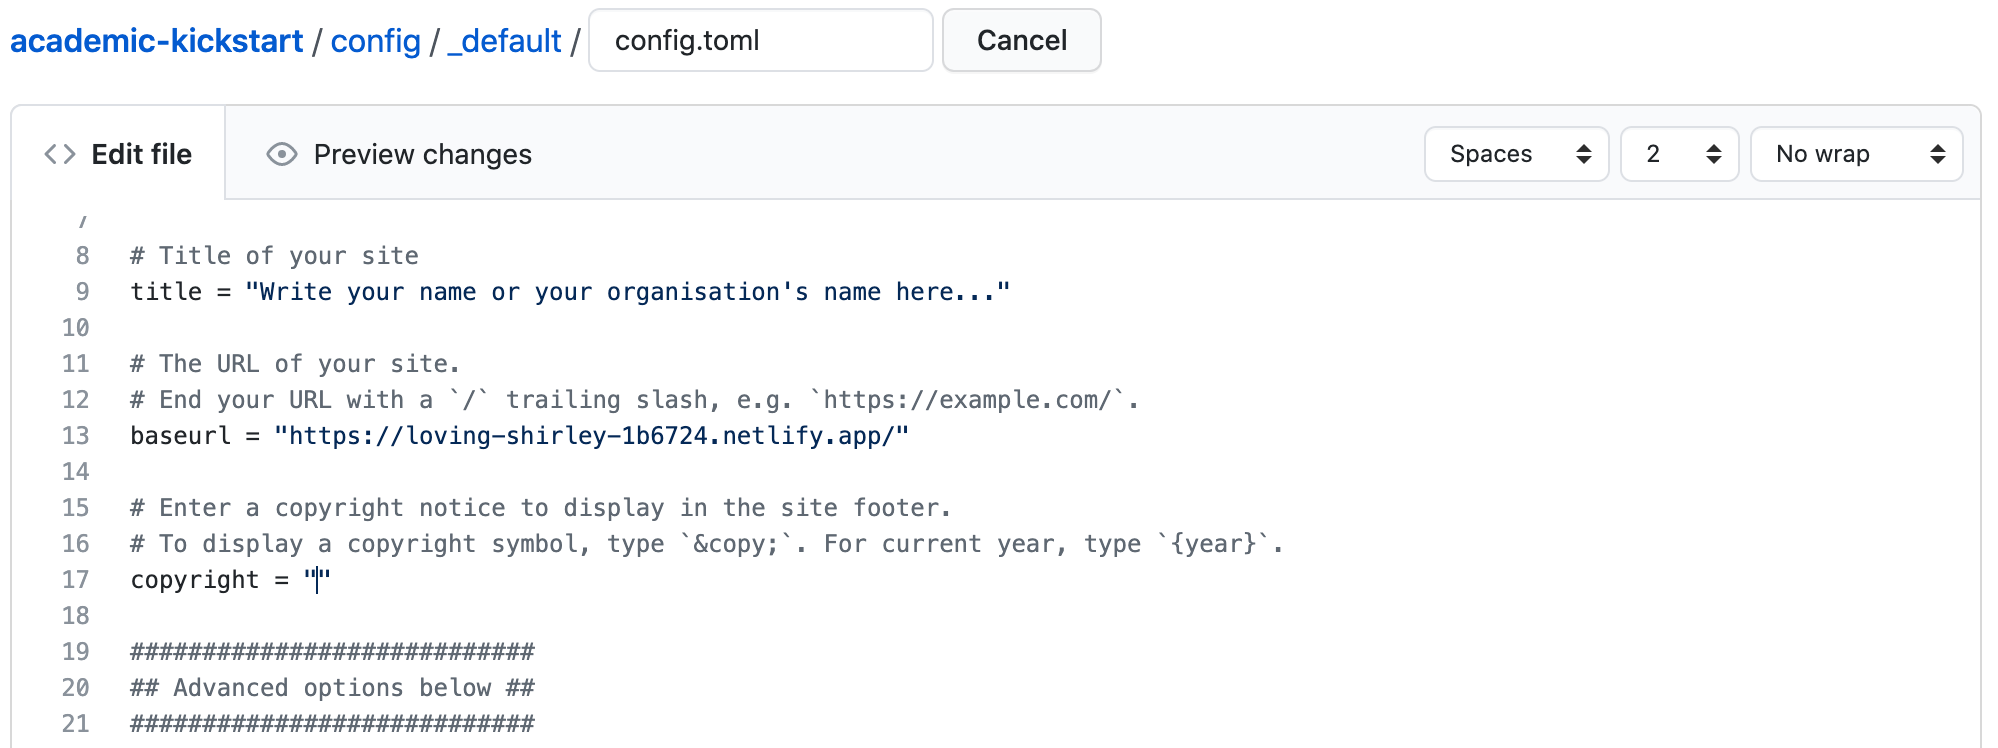 academic-kickstart / config / _default / config.toml Cancel
Edit file Preview changes Spaces 2 No wrap
7
8 # Title of your site
9 title = "Write your name or your organisation's name here..."
10
11 # The URL of your site.
12 # End your URL with a `/` trailing slash, e.g. `https://example.com/`.
13 baseurl = "https://loving-shirley-1b6724.netlify.app/"
14
15 # Enter a copyright notice to display in the site footer.
16 # To display a copyright symbol, type `&copy;`. For current year, type `{year}`.
17 copyright = ""
18
19 ############################
20 ## Advanced options below ##
21 ############################